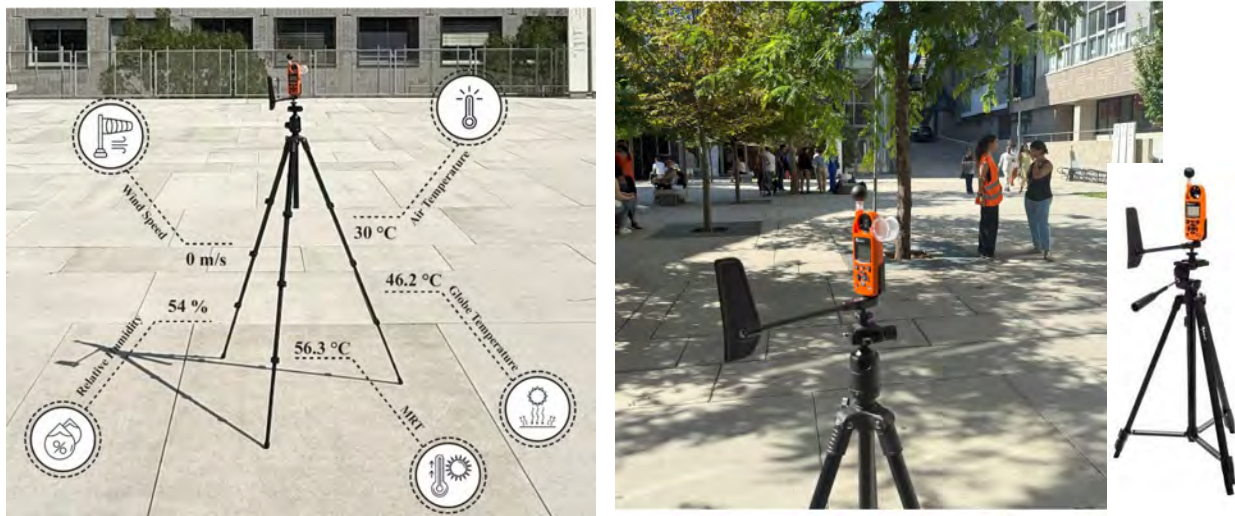 Wind Speed
0 m/s
Air Temperature
30 °C
46.2 °C
Globe Temperature
54 %
Relative Humidity
56.3 °C
MRT
%